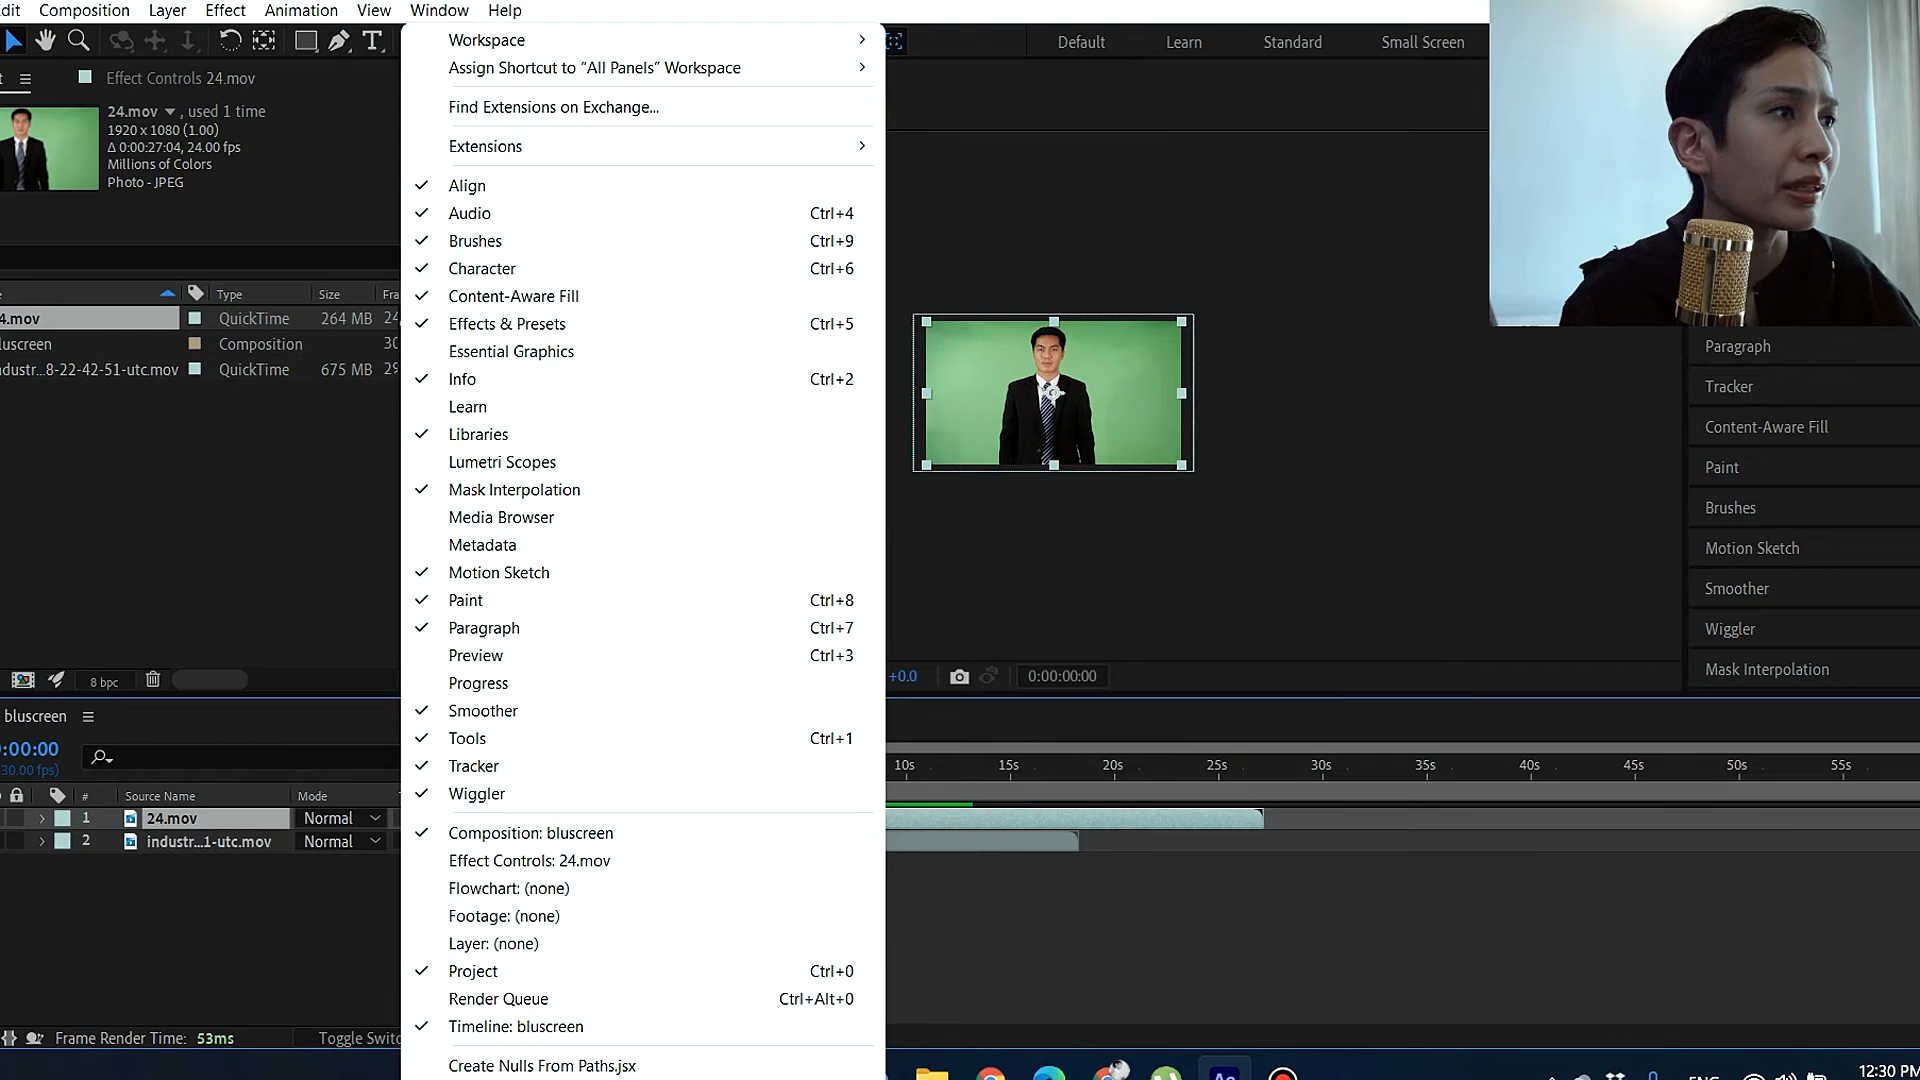 Composition Layer Effect Animation View Window Help
Default Learn Standard Small Screen
Effect Controls 24.mov
24.mov , used 1 time
1920 x 1080 (1.00)
Δ 0:00:27:04, 24.00 fps
Millions of Colors
Photo - JPEG
Type Size
4.mov QuickTime 264 MB 24
luscreen Composition 30
ndustr...8-22-42-51-utc.mov QuickTime 675 MB 29
8 bpc
Workspace
Assign Shortcut to “All Panels” Workspace
Find Extensions on Exchange...
Extensions
Align
Audio Ctrl+4
Brushes Ctrl+9
Character Ctrl+6
Content-Aware Fill
Effects & Presets Ctrl+5
Essential Graphics
Info Ctrl+2
Learn
Libraries
Lumetri Scopes
Mask Interpolation
Media Browser
Metadata
Motion Sketch
Paint Ctrl+8
Paragraph Ctrl+7
Preview Ctrl+3
Progress
Smoother
Tools Ctrl+1
Tracker
Wiggler
Composition: bluscreen
Effect Controls: 24.mov
Flowchart: (none)
Footage: (none)
Layer: (none)
Project Ctrl+0
Render Queue Ctrl+Alt+0
Timeline: bluscreen
Create Nulls From Paths.jsx
Paragraph
Tracker
Content-Aware Fill
Paint
Brushes
Motion Sketch
Smoother
Wiggler
Mask Interpolation
+0.0 0:00:00:00
bluscreen
:00:00
30.00 fps)
10s 15s 20s 25s 30s 35s 40s 45s 50s 55s
# Source Name Mode
1 24.mov Normal
2 industr...1-utc.mov Normal
Frame Render Time: 53ms Toggle Switc
12:30 PM